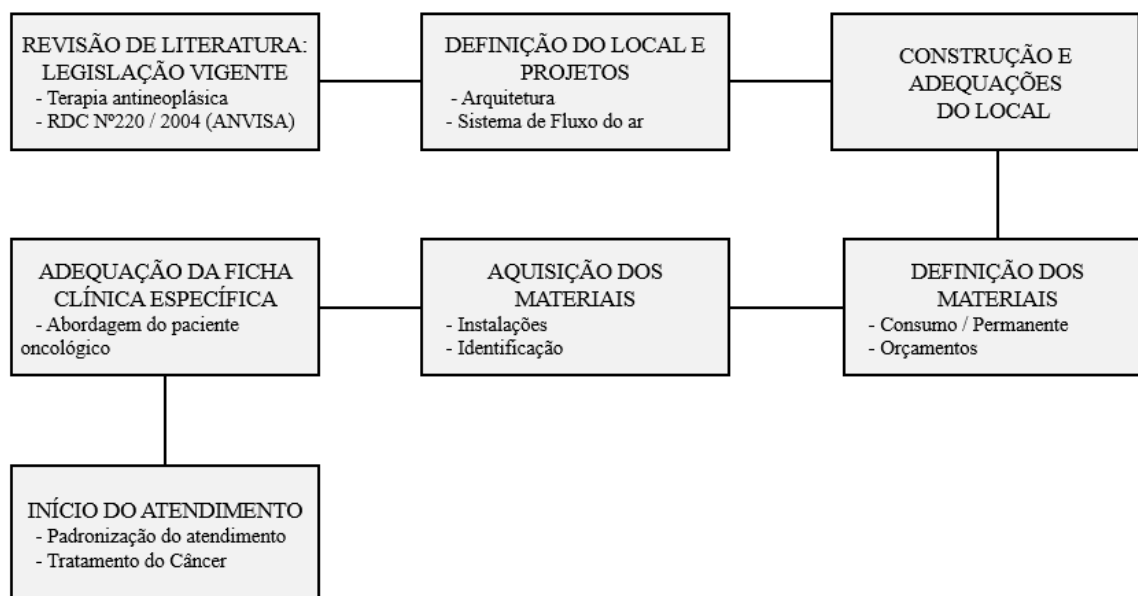 REVISÃO DE LITERATURA:
LEGISLAÇÃO VIGENTE
- Terapia antineoplásica
- RDC Nº220 / 2004 (ANVISA)
DEFINIÇÃO DO LOCAL E
PROJETOS
- Arquitetura
- Sistema de Fluxo do ar
CONSTRUÇÃO E
ADEQUAÇÕES
DO LOCAL
DEFINIÇÃO DOS
MATERIAIS
- Consumo / Permanente
- Orçamentos
AQUISIÇÃO DOS
MATERIAIS
- Instalações
- Identificação
ADEQUAÇÃO DA FICHA
CLÍNICA ESPECÍFICA
- Abordagem do paciente
oncológico
INÍCIO DO ATENDIMENTO
- Padronização do atendimento
- Tratamento do Câncer